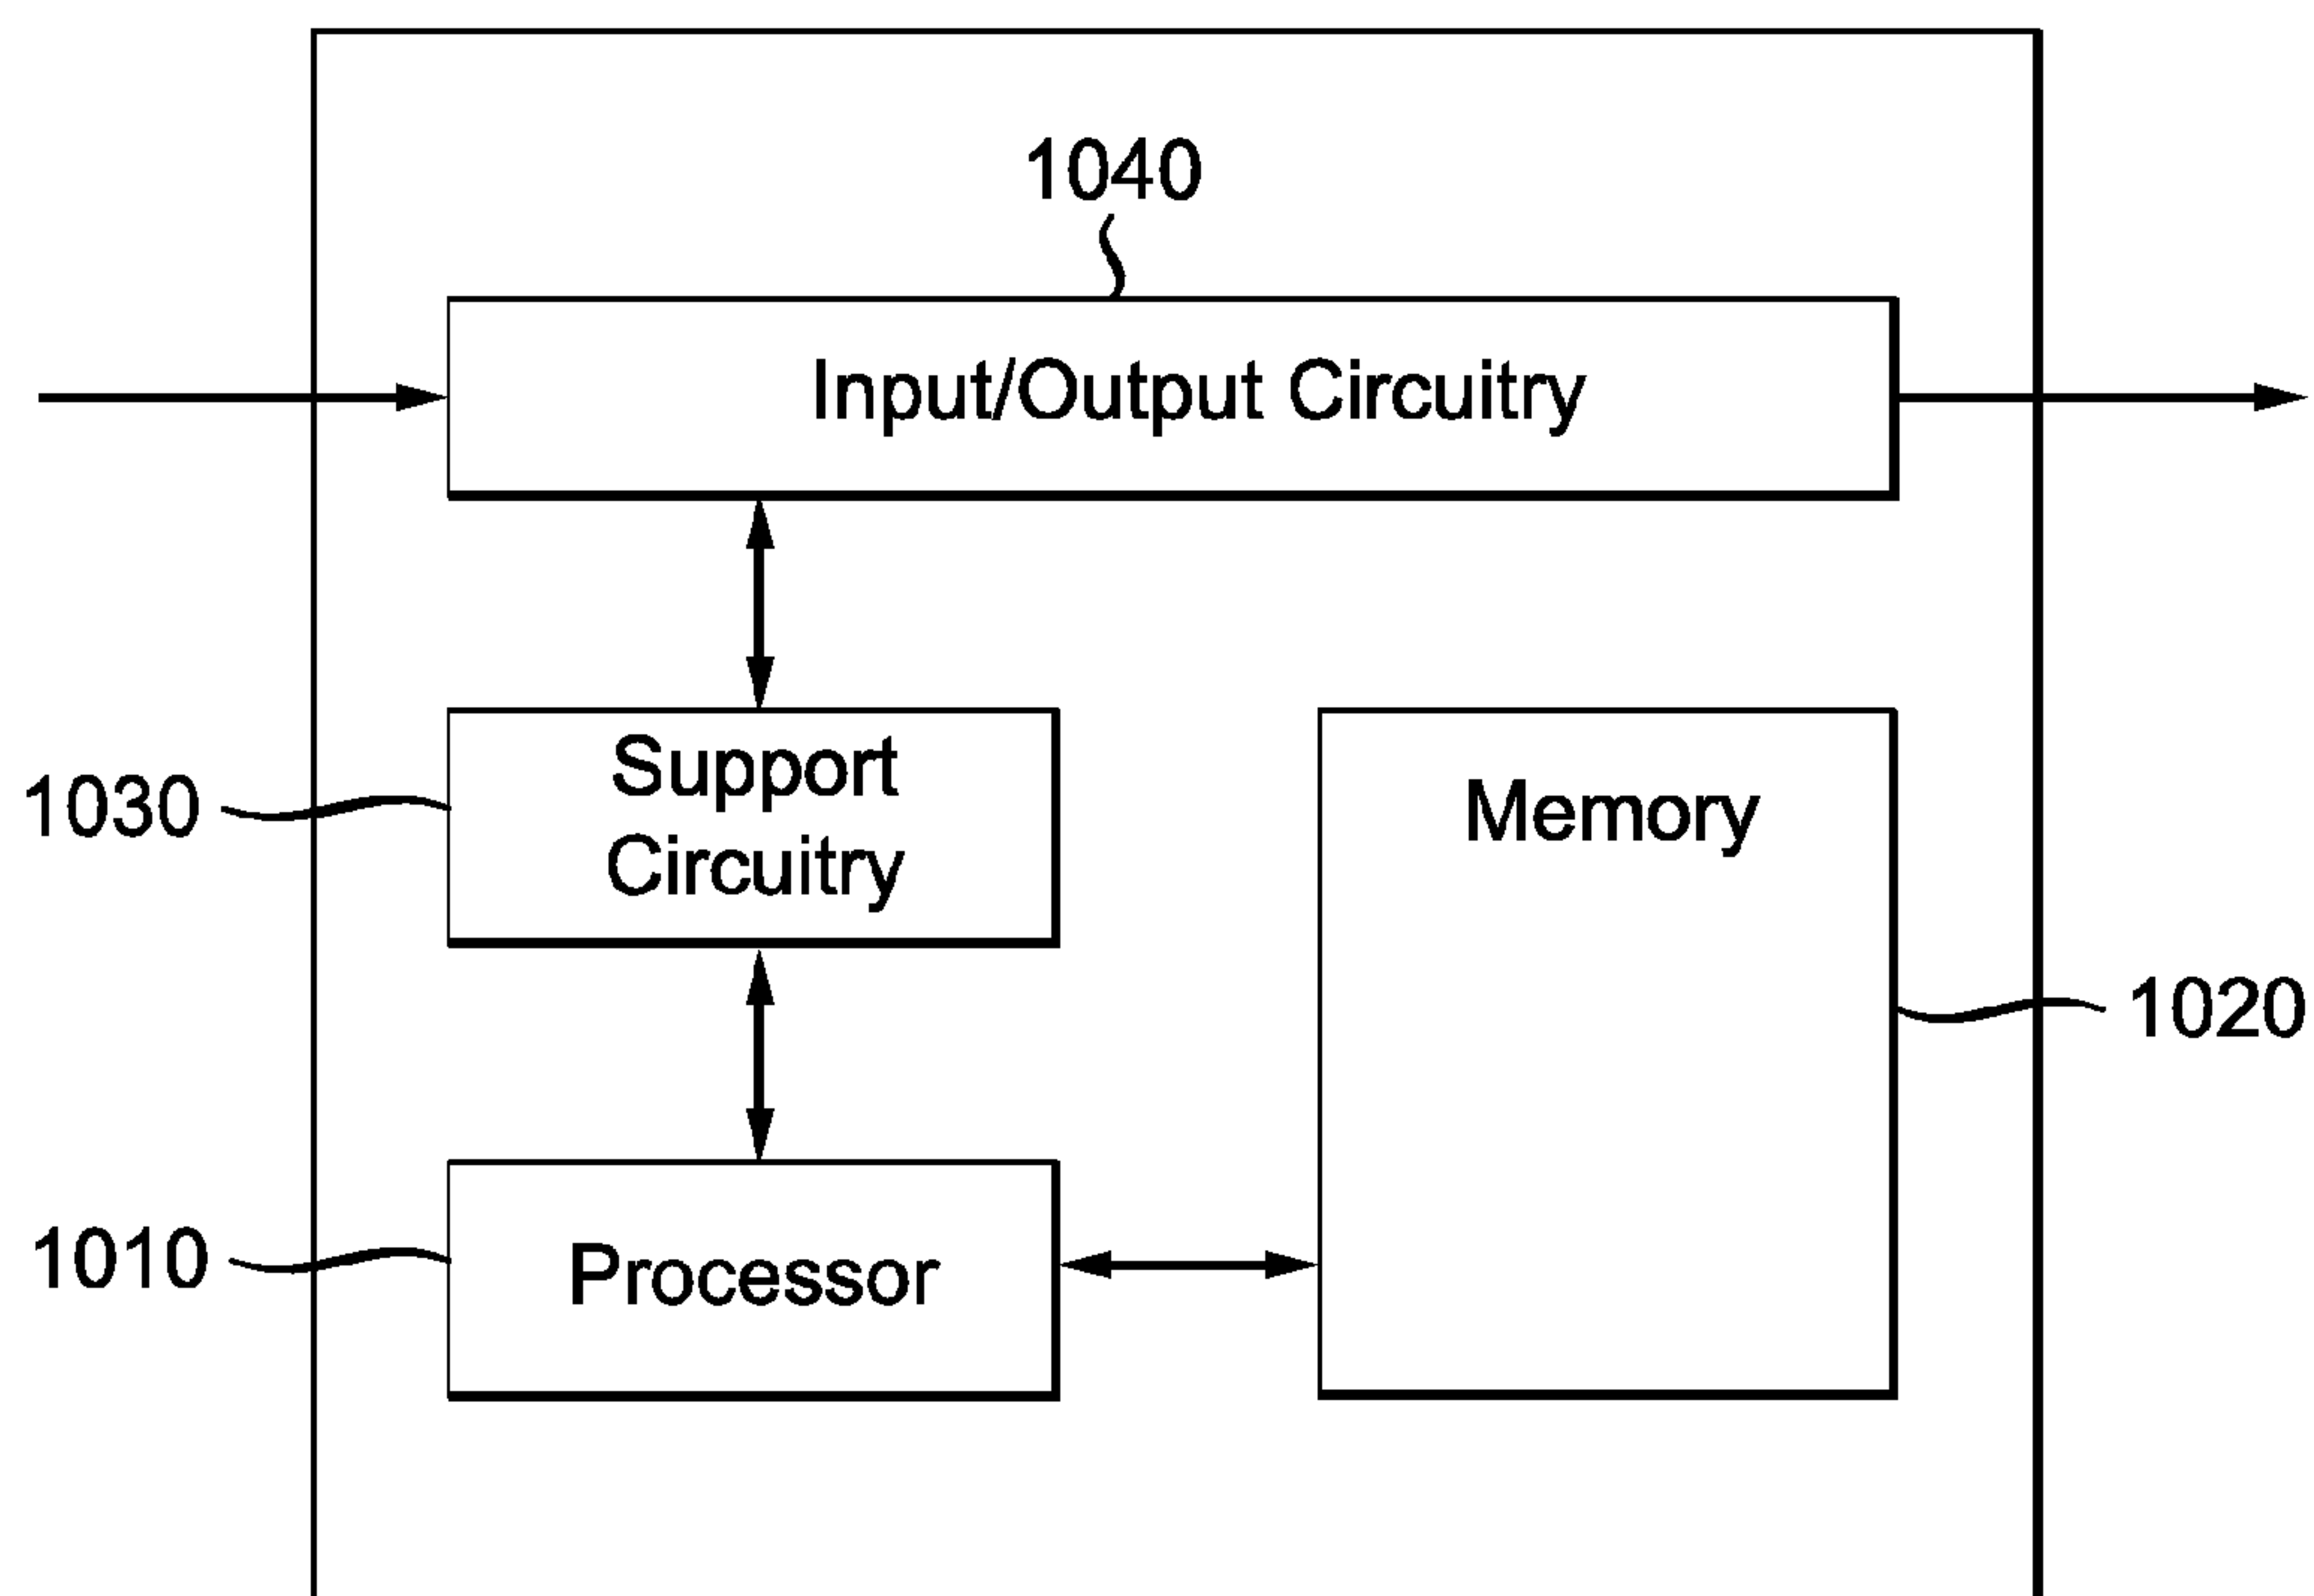 1040
Input/Output Circuitry
Support
Circuitry
1030
Memory
1020
1010
Processor